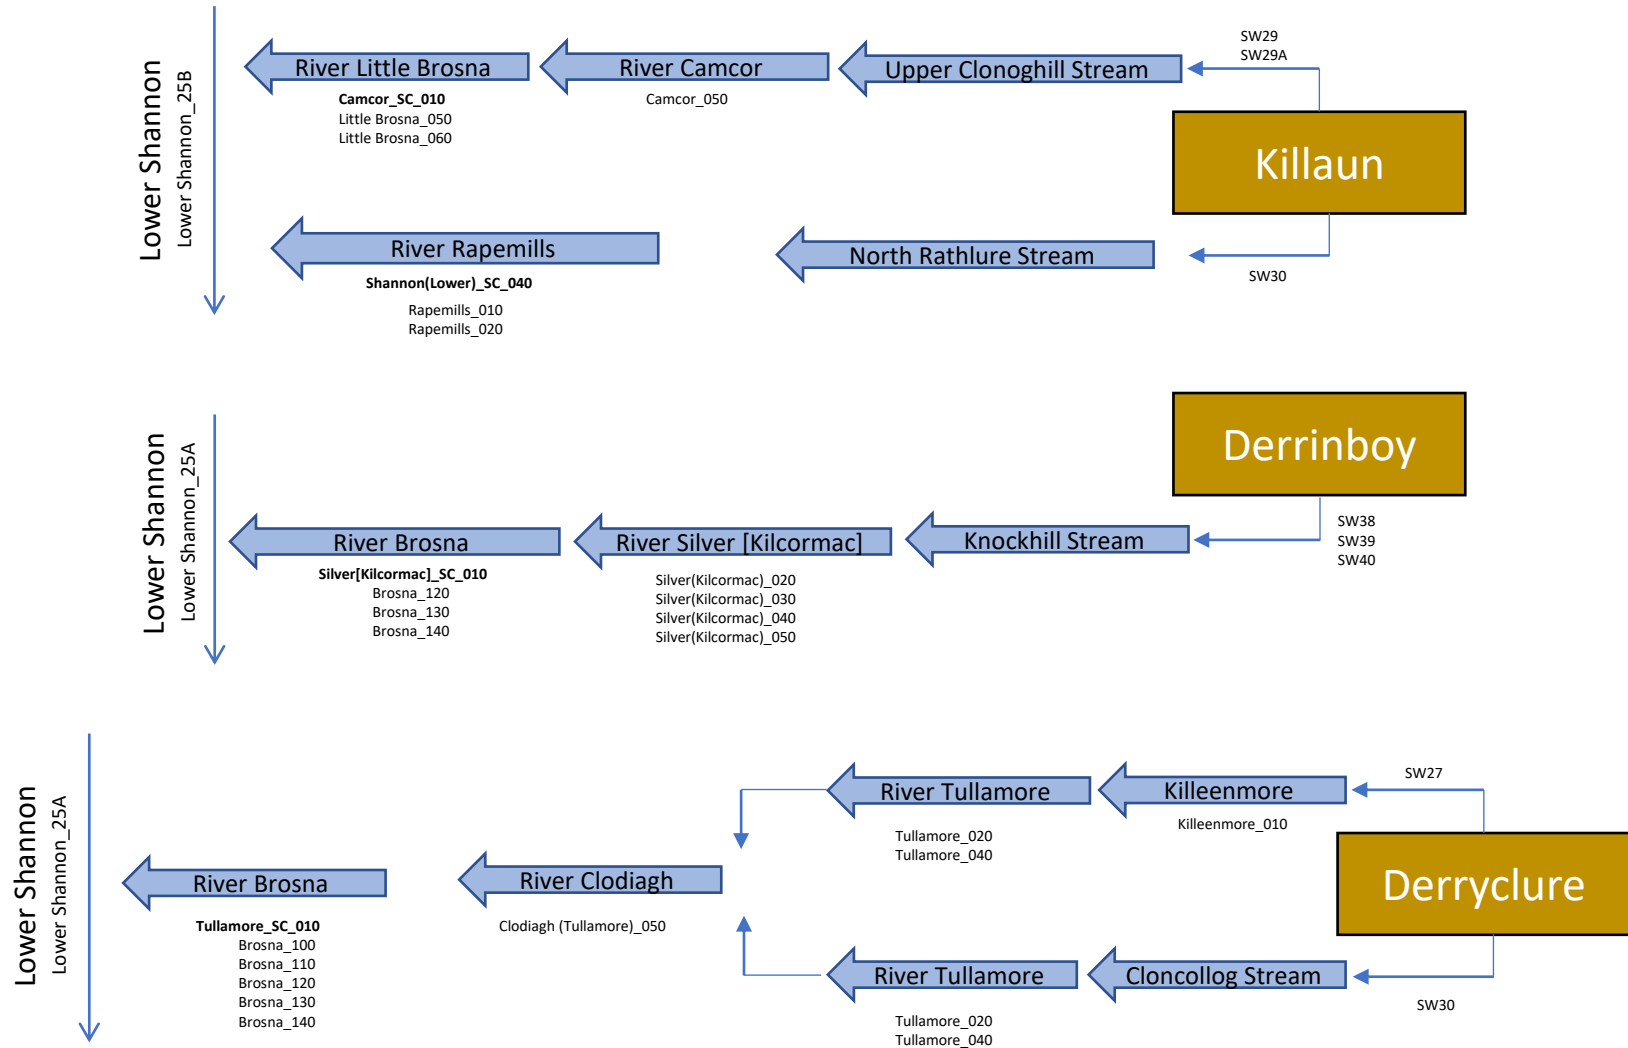 Lower Shannon
Lower Shannon_25B
River Little Brosna
Camcor_SC_010
Little Brosna_050
Little Brosna_060
River Camcor
Camcor_050
Upper Clonoghill Stream
SW29
SW29A
Killaun
River Rapemills
Shannon(Lower)_SC_040
Rapemills_010
Rapemills_020
North Rathlure Stream
SW30
Lower Shannon
Lower Shannon_25A
Derrinboy
River Brosna
Silver[Kilcormac]_SC_010
Brosna_120
Brosna_130
Brosna_140
River Silver [Kilcormac]
Silver(Kilcormac)_020
Silver(Kilcormac)_030
Silver(Kilcormac)_040
Silver(Kilcormac)_050
Knockhill Stream
SW38
SW39
SW40
Lower Shannon
Lower Shannon_25A
River Tullamore
Tullamore_020
Tullamore_040
Killeenmore
Killeenmore_010
SW27
Derryclure
River Brosna
Tullamore_SC_010
Brosna_100
Brosna_110
Brosna_120
Brosna_130
Brosna_140
River Clodiagh
Clodiagh (Tullamore)_050
River Tullamore
Tullamore_020
Tullamore_040
Cloncollog Stream
SW30